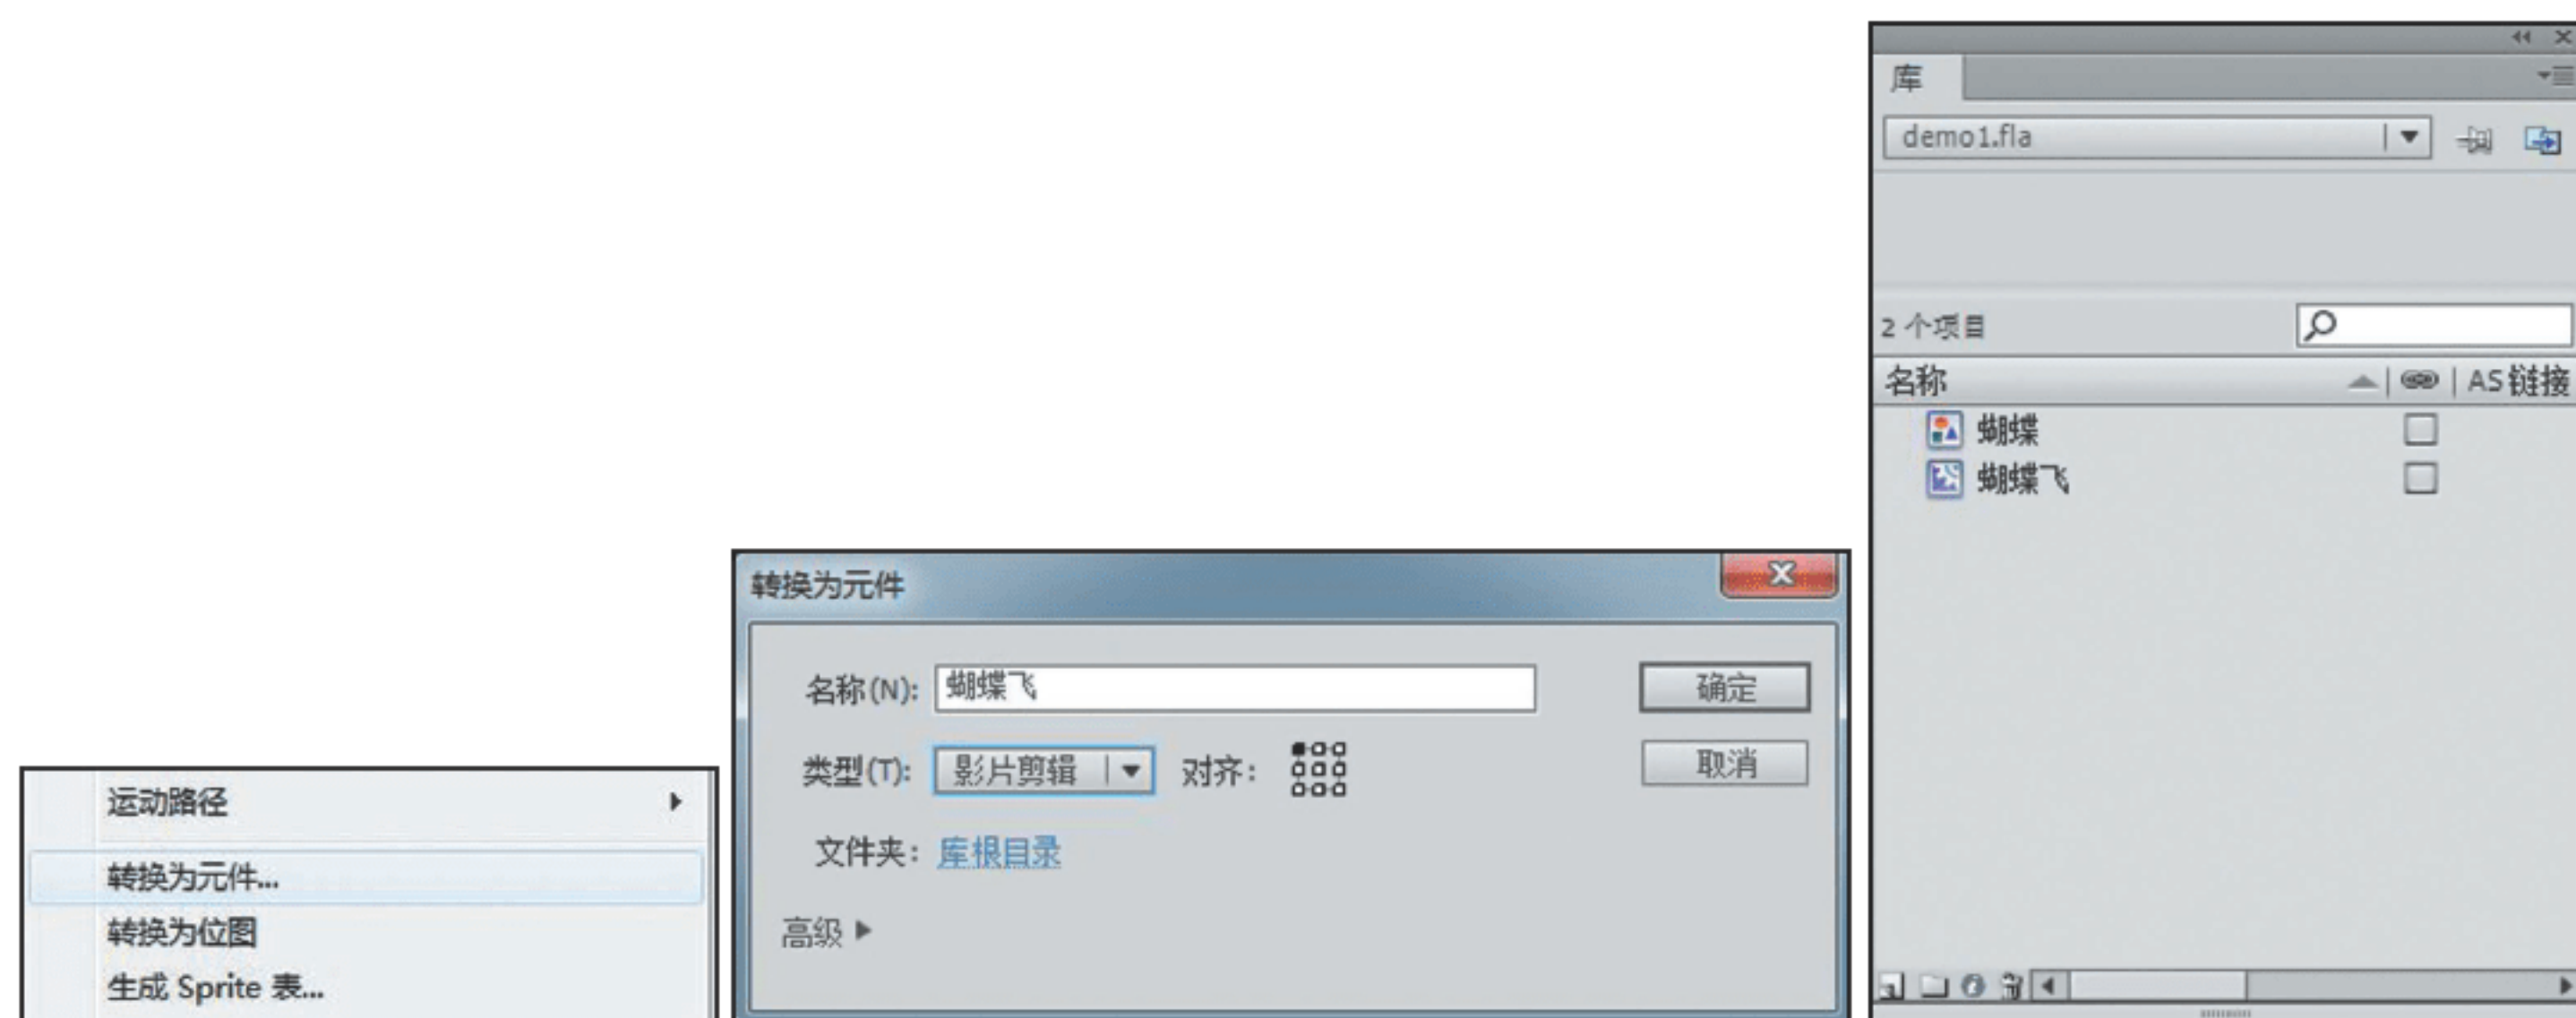 运动路径
转换为元件...
转换为位图
生成 Sprite 表...
转换为元件
名称(N): 蝴蝶飞
确定
类型(T): 影片剪辑 对齐:
取消
文件夹: 库根目录
高级
库
demo1.fla
2 个项目
名称 AS 链接
蝴蝶
蝴蝶飞